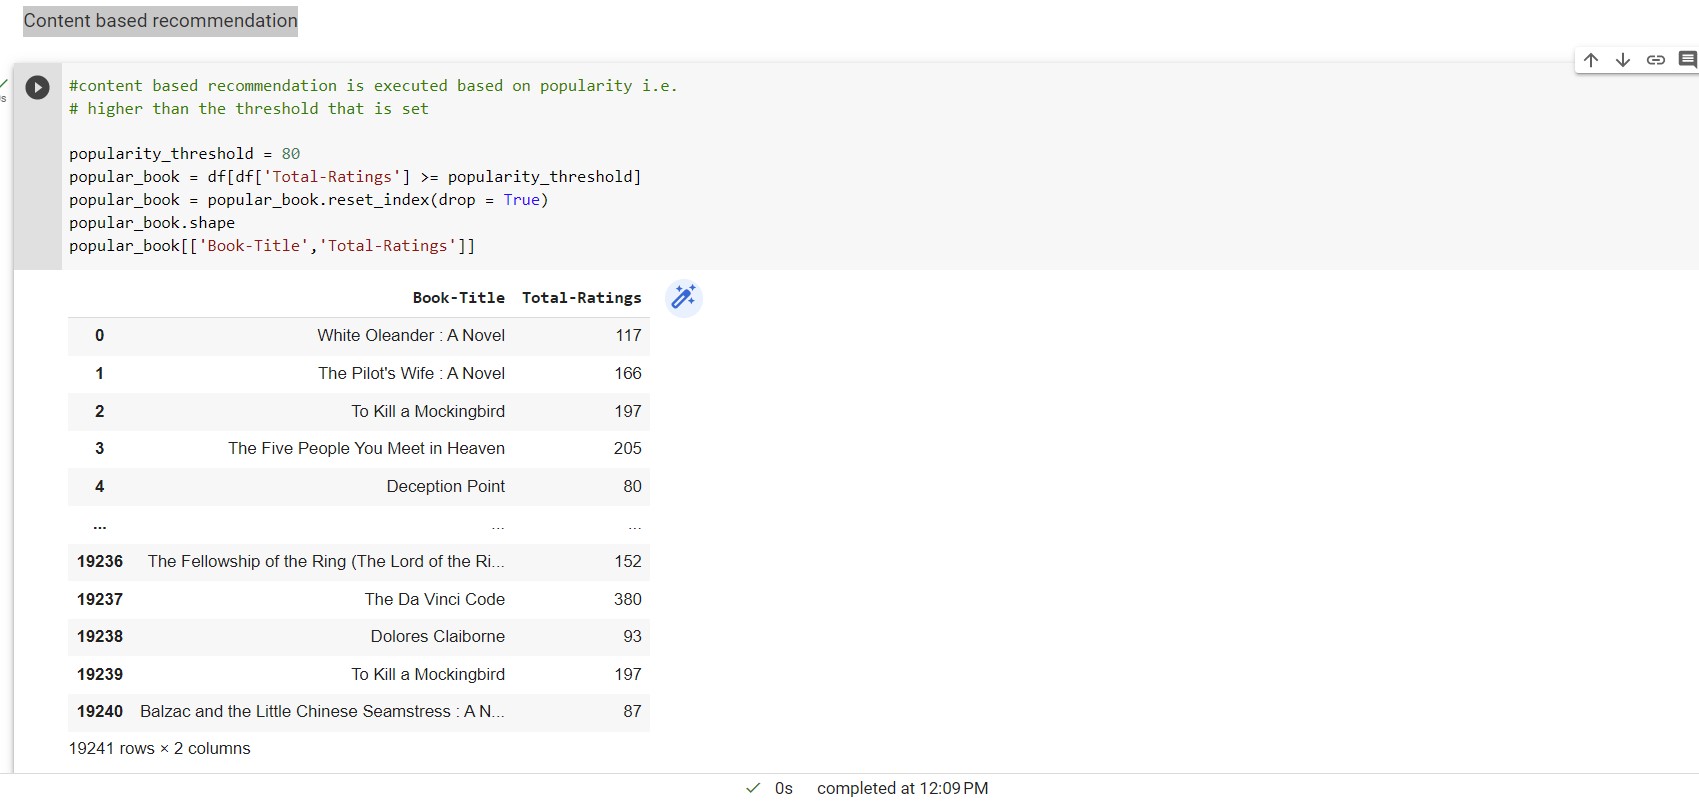 Content based recommendation
s
#content based recommendation is executed based on popularity i.e.
# higher than the threshold that is set
popularity_threshold = 80
popular_book = df[df['Total-Ratings'] >= popularity_threshold]
popular_book = popular_book.reset_index(drop = True)
popular_book.shape
popular_book[['Book-Title','Total-Ratings']]
Book-Title Total-Ratings
0 White Oleander : A Novel 117
1 The Pilot's Wife : A Novel 166
2 To Kill a Mockingbird 197
3 The Five People You Meet in Heaven 205
4 Deception Point 80
... ... ...
19236 The Fellowship of the Ring (The Lord of the Ri... 152
19237 The Da Vinci Code 380
19238 Dolores Claiborne 93
19239 To Kill a Mockingbird 197
19240 Balzac and the Little Chinese Seamstress : A N... 87
19241 rows × 2 columns
0s completed at 12:09 PM